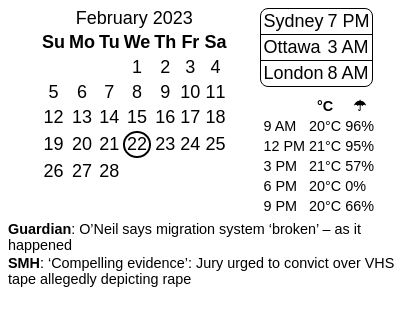 February 2023
Su Mo Tu We Th Fr Sa
1 2 3 4
5 6 7 8 9 10 11
12 13 14 15 16 17 18
19 20 21 22 23 24 25
26 27 28
Sydney 7 PM
Ottawa 3 AM
London 8 AM
°C ☂
9 AM 20°C 96%
12 PM 21°C 95%
3 PM 21°C 57%
6 PM 20°C 0%
9 PM 20°C 66%
Guardian: O’Neil says migration system ‘broken’ – as it
happened
SMH: ‘Compelling evidence’: Jury urged to convict over VHS
tape allegedly depicting rape